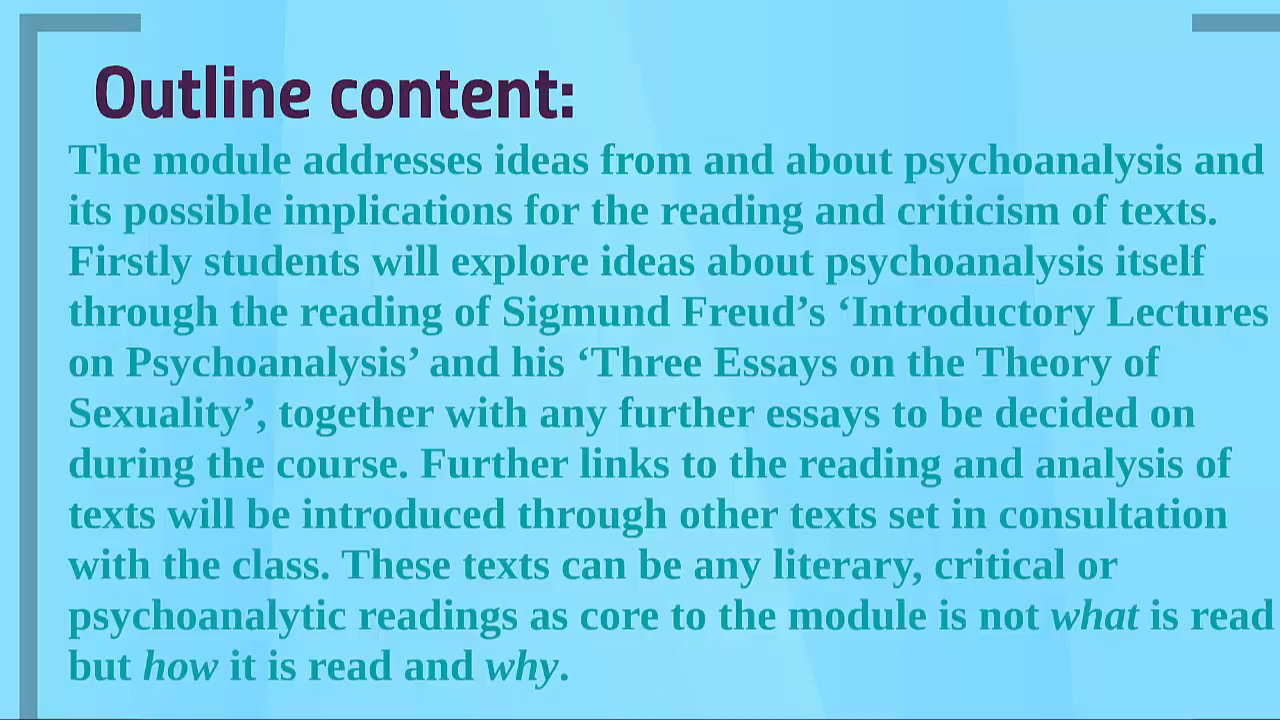 Outline content:
The module addresses ideas from and about psychoanalysis and
its possible implications for the reading and criticism of texts.
Firstly students will explore ideas about psychoanalysis itself
through the reading of Sigmund Freud’s ‘Introductory Lectures
on Psychoanalysis’ and his ‘Three Essays on the Theory of
Sexuality’, together with any further essays to be decided on
during the course. Further links to the reading and analysis of
texts will be introduced through other texts set in consultation
with the class. These texts can be any literary, critical or
psychoanalytic readings as core to the module is not what is read
but how it is read and why.